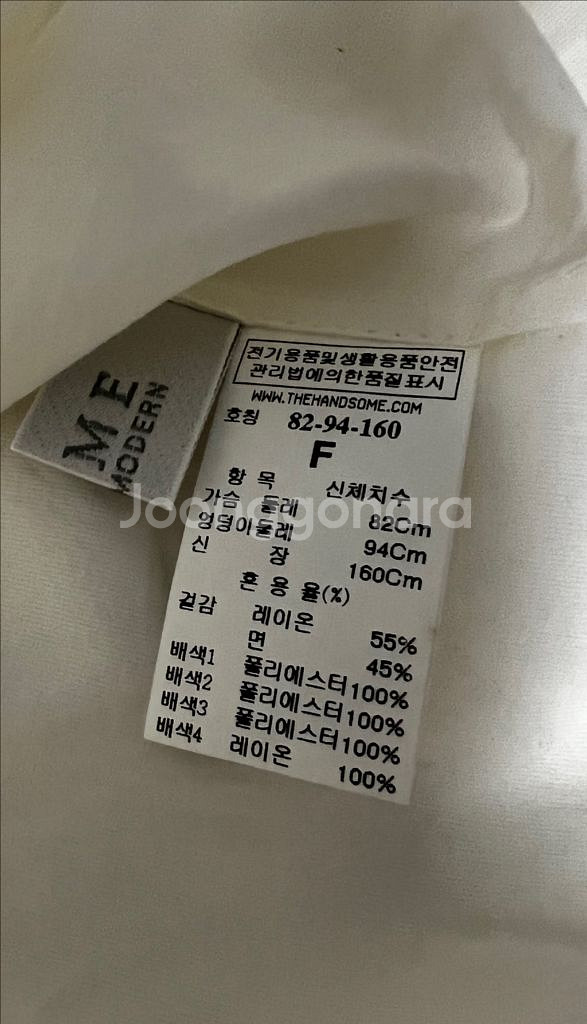 M E
MODERN
전기용품및생활용품안전
관리법에의한품질표시
WWW.THEHANDSOME.COM
호칭 82-94-160
F
항 목 신체치수
가슴 둘레 82Cm
엉덩이둘레 94Cm
신 장 160Cm
혼 용 율(%)
겉감 레이온 55%
면 45%
배색1 폴리에스터100%
배색2 폴리에스터100%
배색3 폴리에스터100%
배색4 레이온 100%
Joonggonara